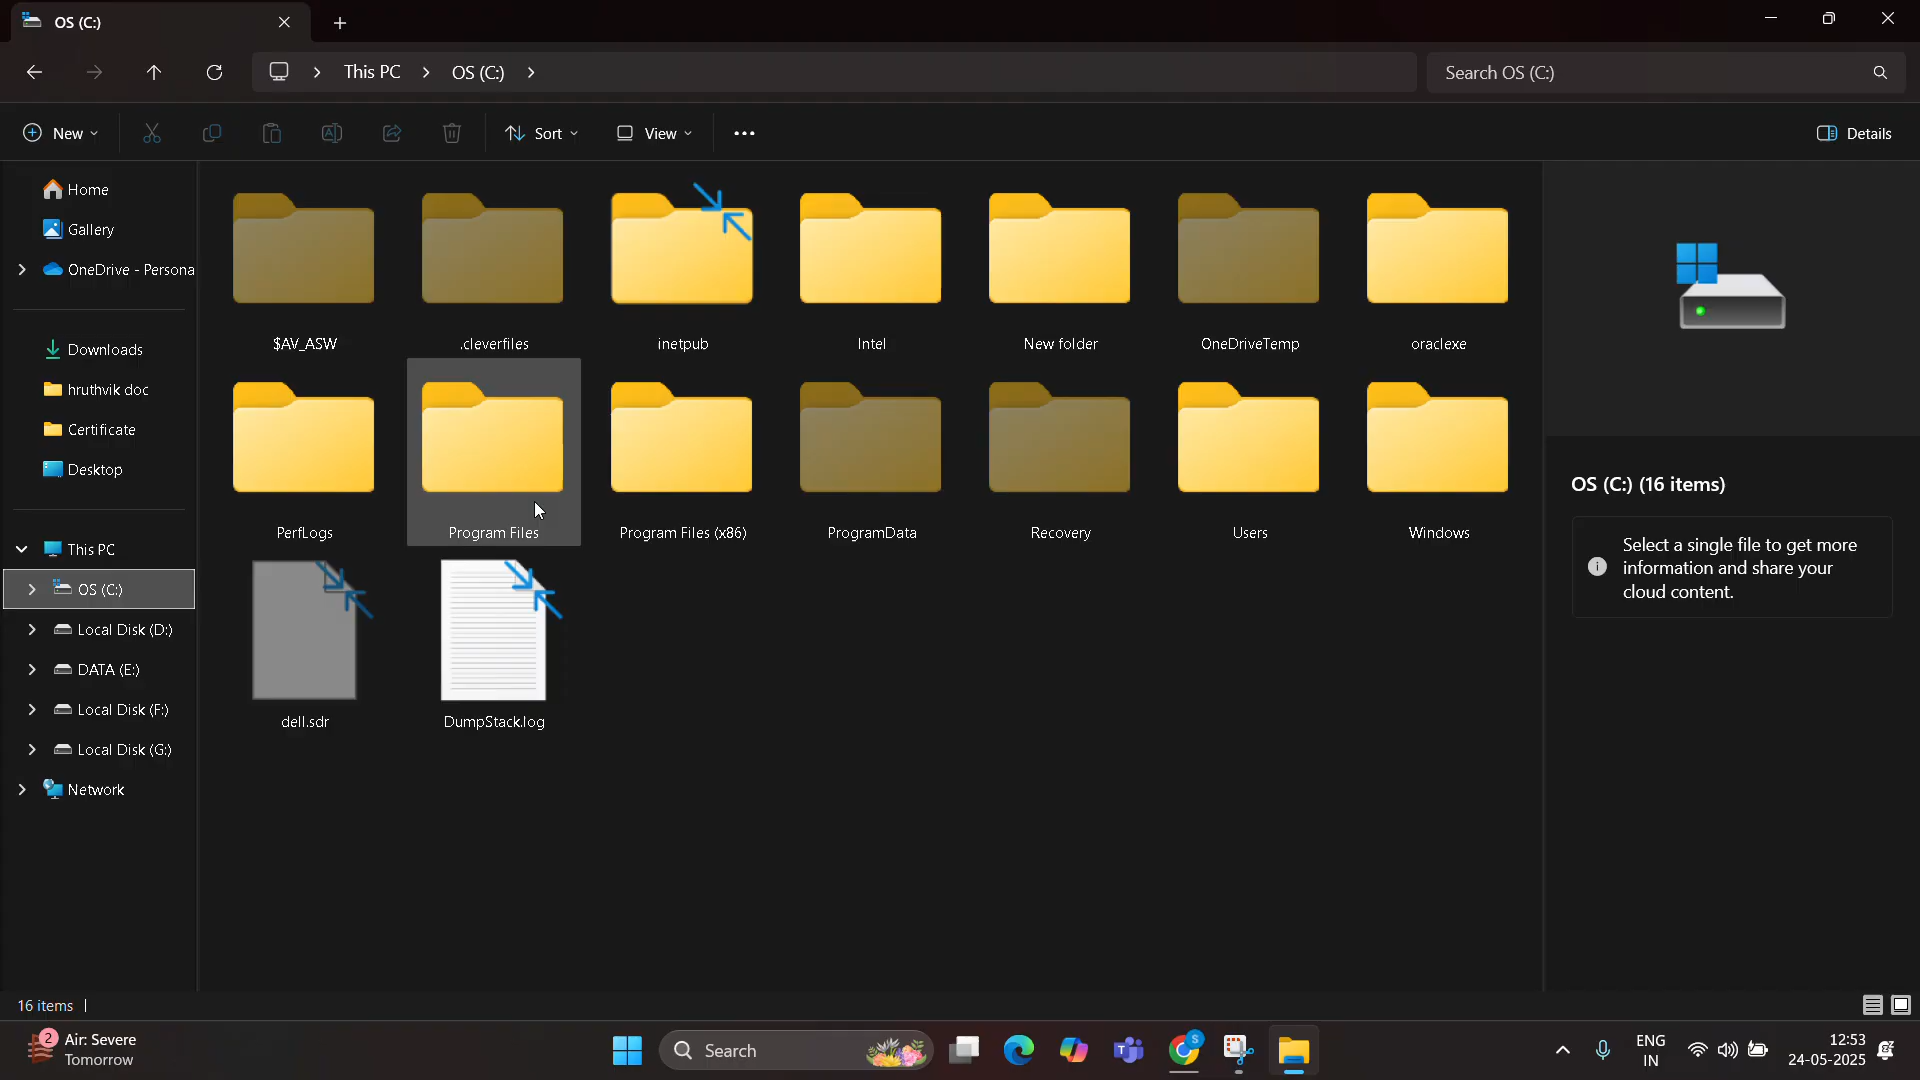 OS (C:)
This PC
OS (C:)
Search OS (C:)
New
Sort
View
Details
Home
Gallery
OneDrive - Persona
Downloads
hruthvik doc
Certificate
Desktop
This PC
OS (C:)
Local Disk (D:)
DATA (E:)
Local Disk (F:)
Local Disk (G:)
Network
$AV_ASW
.cleverfiles
inetpub
Intel
New folder
OneDriveTemp
oraclexe
PerfLogs
Program Files
Program Files (x86)
ProgramData
Recovery
Users
Windows
dell.sdr
DumpStack.log
OS (C:) (16 items)
Select a single file to get more
information and share your
cloud content.
16 items
2
Air: Severe
Tomorrow
Search
S
ENG
IN
12:53
24-05-2025